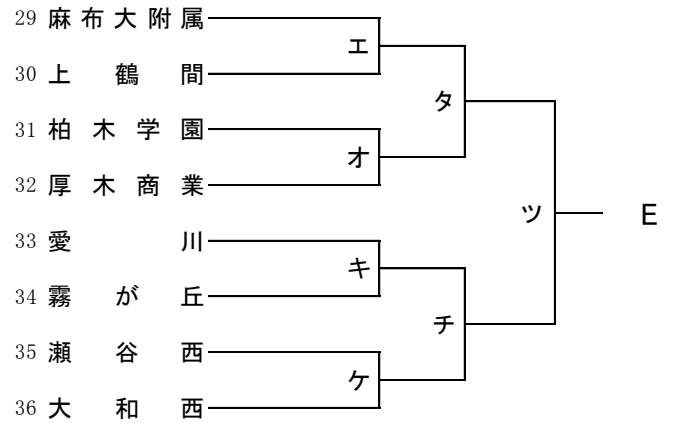 29 麻布大附属
エ
30 上鶴間
タ
31 柏木学園
オ
32 厚木商業
ツ E
33 愛川
キ
34 霧が丘
チ
35 瀬谷西
ケ
36 大和西